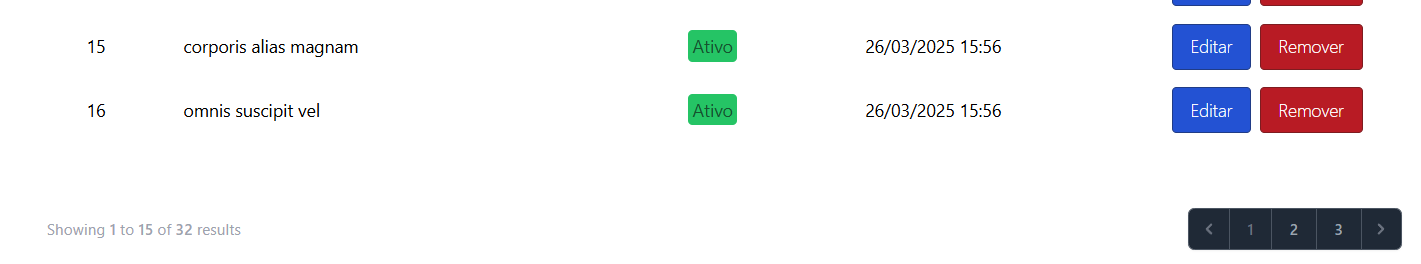 15 corporis alias magnam Ativo 26/03/2025 15:56 Editar Remover
16 omnis suscipit vel Ativo 26/03/2025 15:56 Editar Remover
Showing 1 to 15 of 32 results < 1 2 3 >